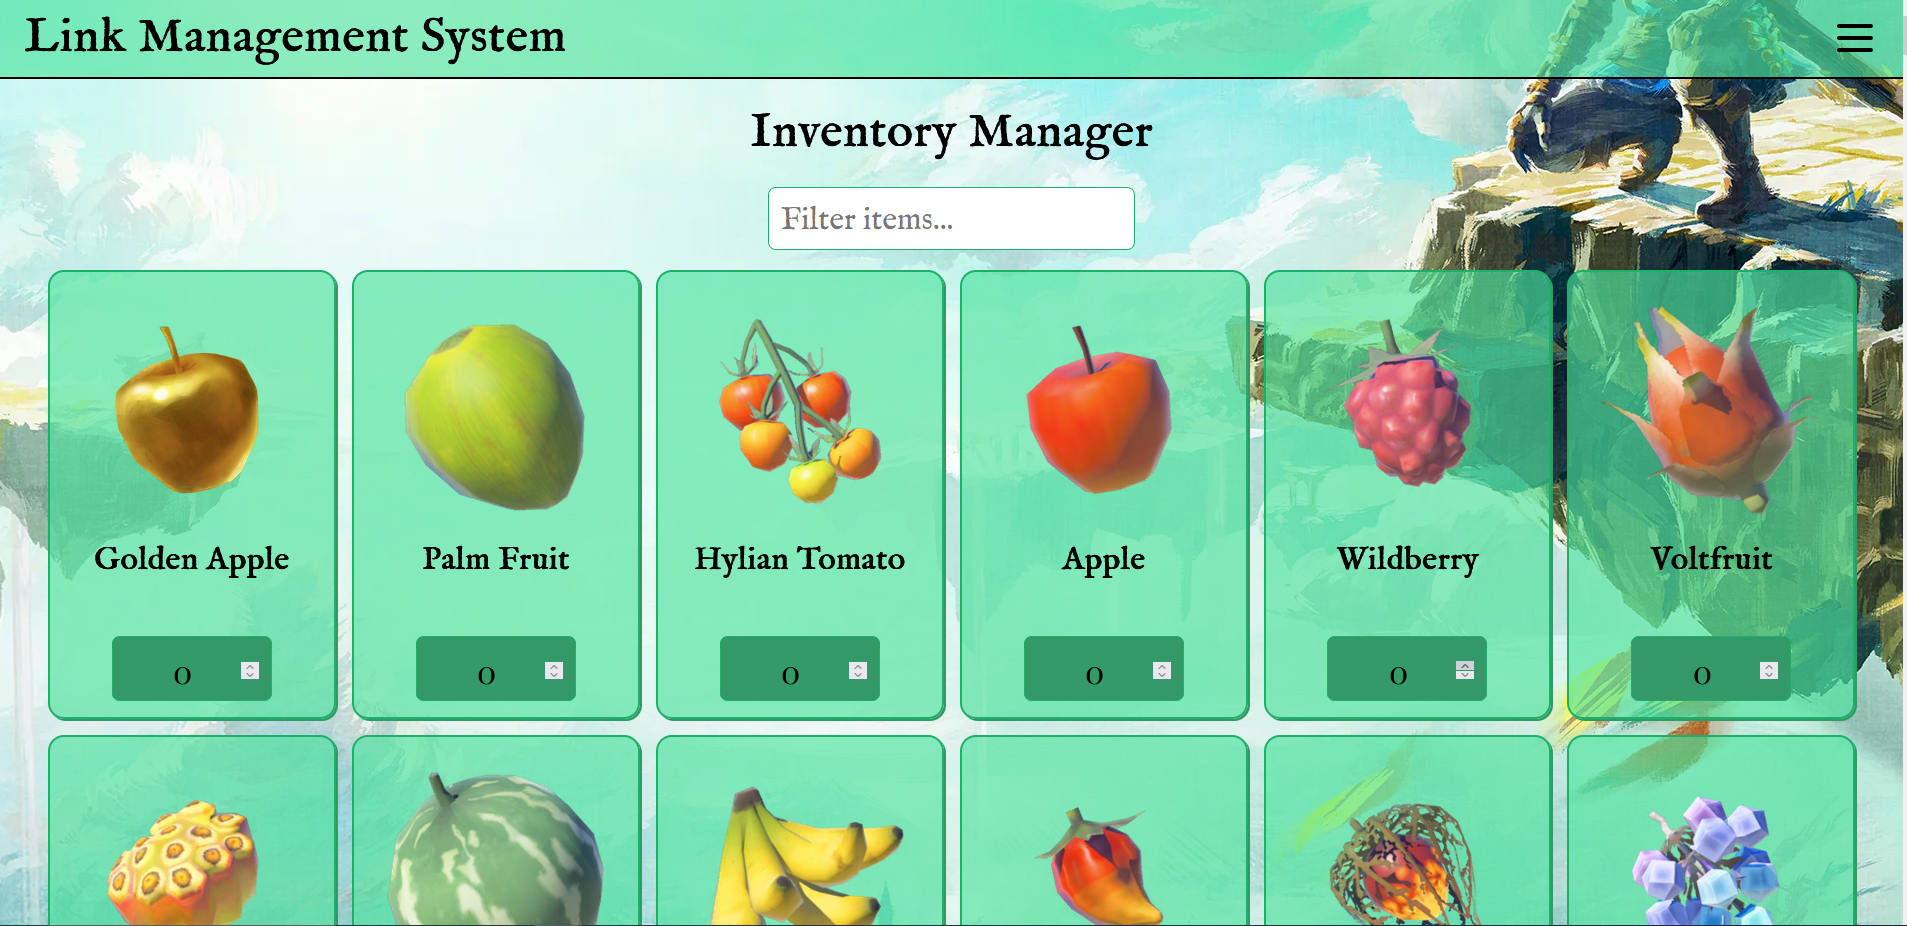 Link Management System
Inventory Manager
Filter items...
Golden Apple
Palm Fruit
Hylian Tomato
Apple
Wildberry
Voltfruit
0
0
0
0
0
0